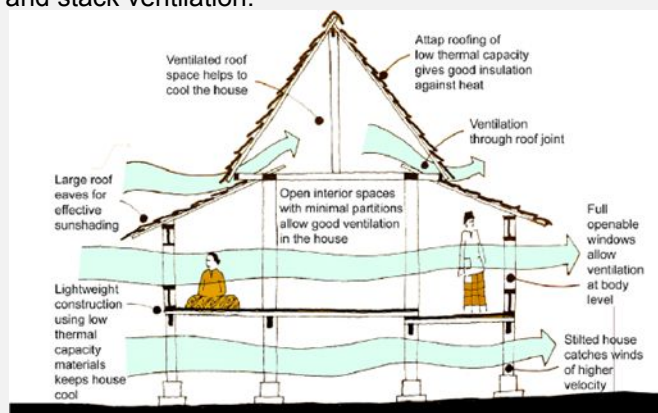 and stack ventilation.
Ventilated roof
space helps to
cool the house
Attap roofing of
low thermal capacity
gives good insulation
against heat
Ventilation
through roof joint
Large roof
eaves for
effective
sunshading
Open interior spaces
with minimal partitions
allow good ventilation
in the house
Full
openable
windows
allow
ventilation
at body
level
Lightweight
construction
using low
thermal
capacity
materials
keeps house
cool
Stilted house
catches winds
of higher
velocity